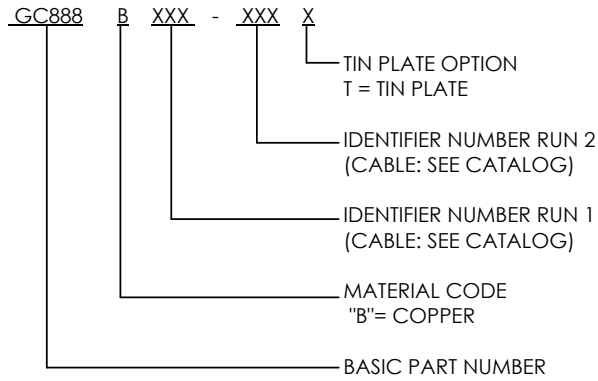 GC888 B XXX - XXX X
TIN PLATE OPTION
T = TIN PLATE
IDENTIFIER NUMBER RUN 2
(CABLE: SEE CATALOG)
IDENTIFIER NUMBER RUN 1
(CABLE: SEE CATALOG)
MATERIAL CODE
"B"= COPPER
BASIC PART NUMBER